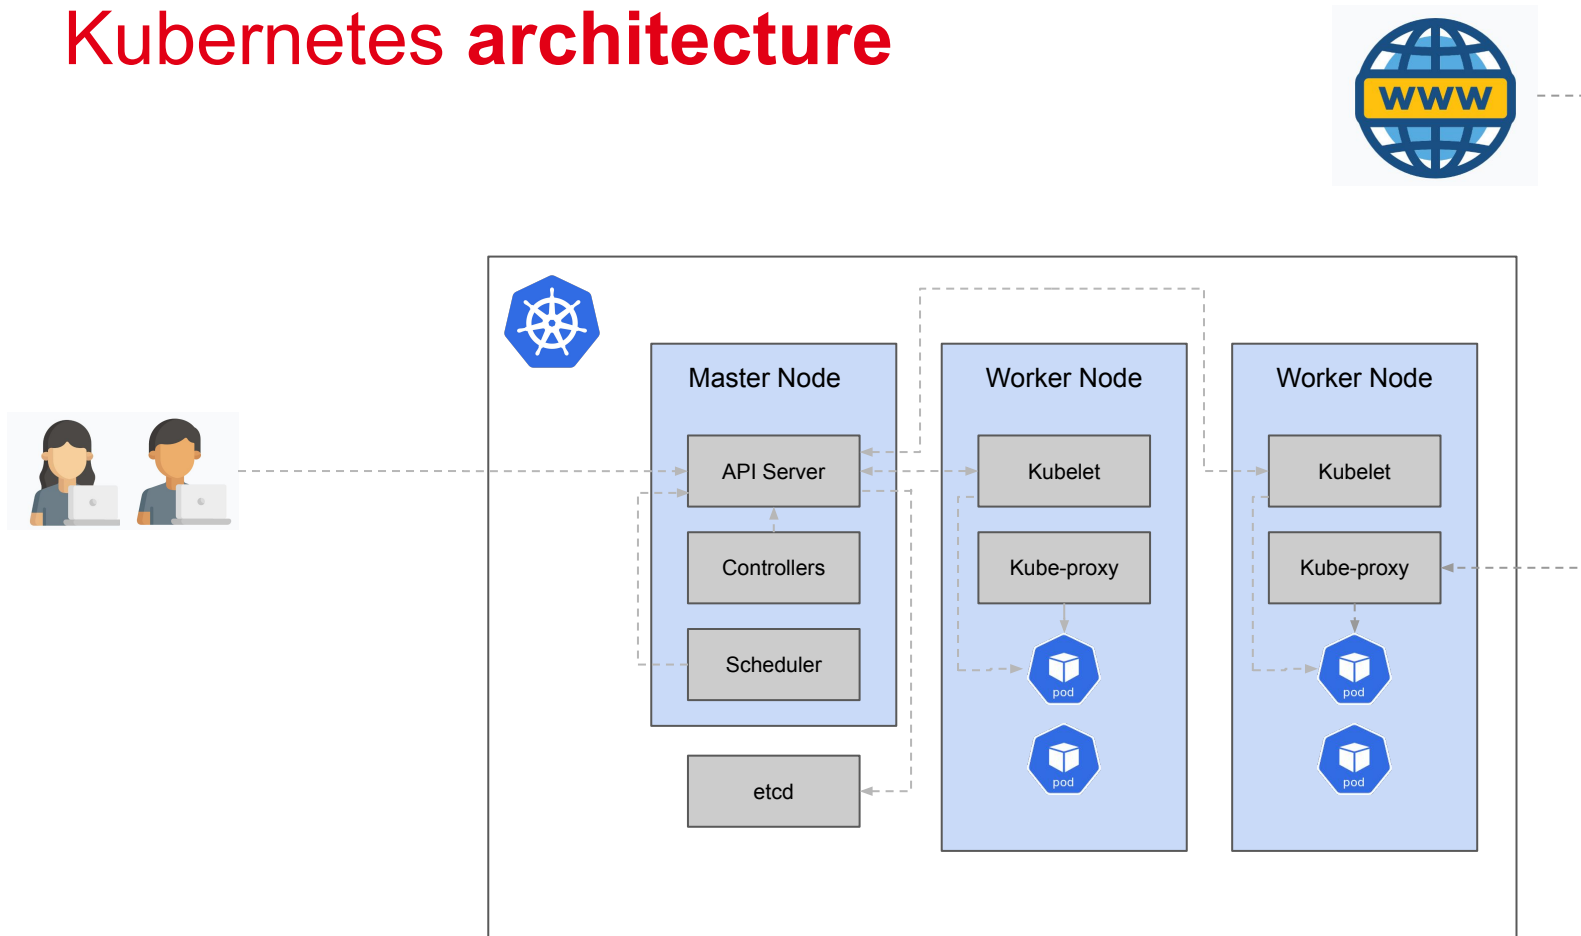 Kubernetes architecture
WWW
Master Node
API Server
Controllers
Scheduler
etcd
Worker Node
Kubelet
Kube-proxy
pod
pod
Worker Node
Kubelet
Kube-proxy
pod
pod